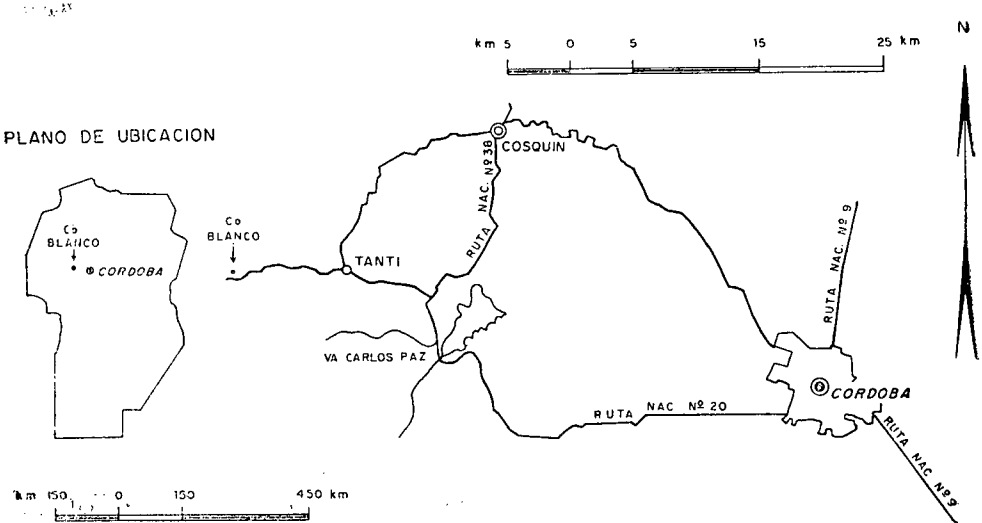 km 5 0 5 15 25 km
N
PLANO DE UBICACION
COSQUIN
RUTA NAC. Nº 38
Cò
BLANCO
CORDOBA
Co
BLANCO
TANTI
RUTA NAC. Nº 9
VA CARLOS PAZ
CORDOBA
RUTA NAC Nº 20
RUTA NAC Nº 9
km 150 0 150 450 km